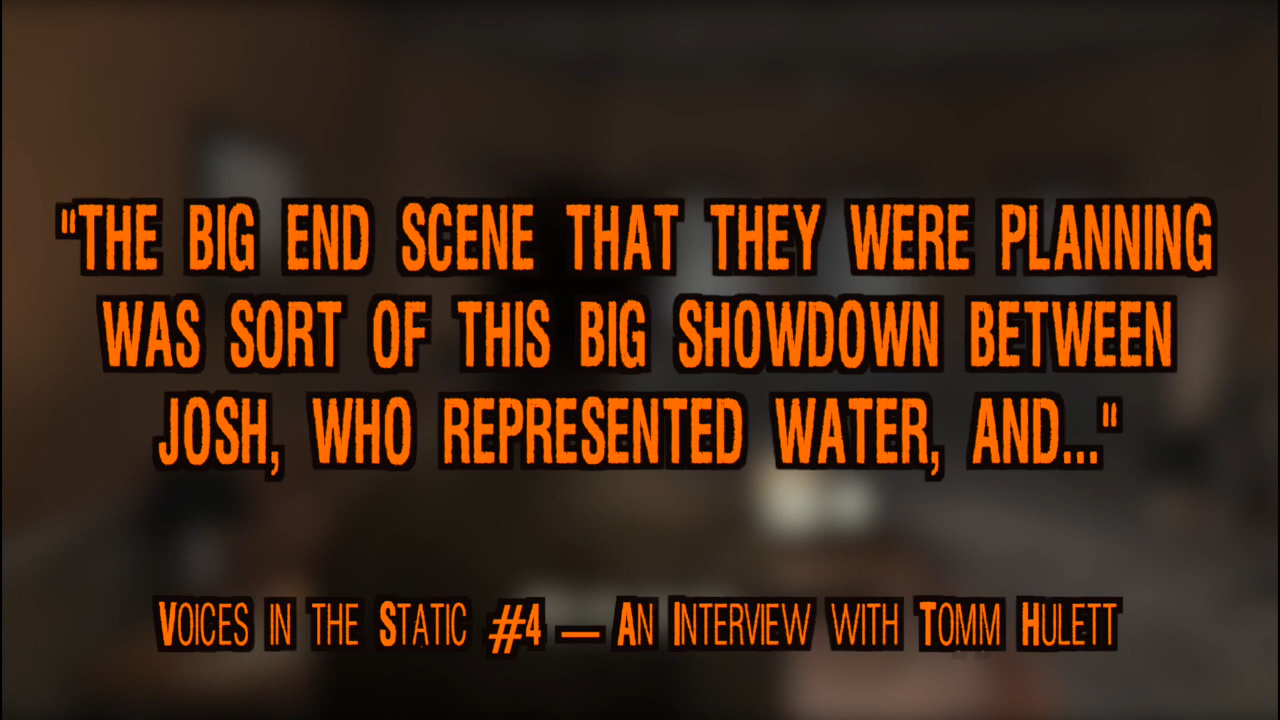 "THE BIG END SCENE THAT THEY WERE PLANNING
WAS SORT OF THIS BIG SHOWDOWN BETWEEN
JOSH, WHO REPRESENTED WATER, AND..."
VOICES IN THE STATIC #4 — AN INTERVIEW WITH TOMM HULETT